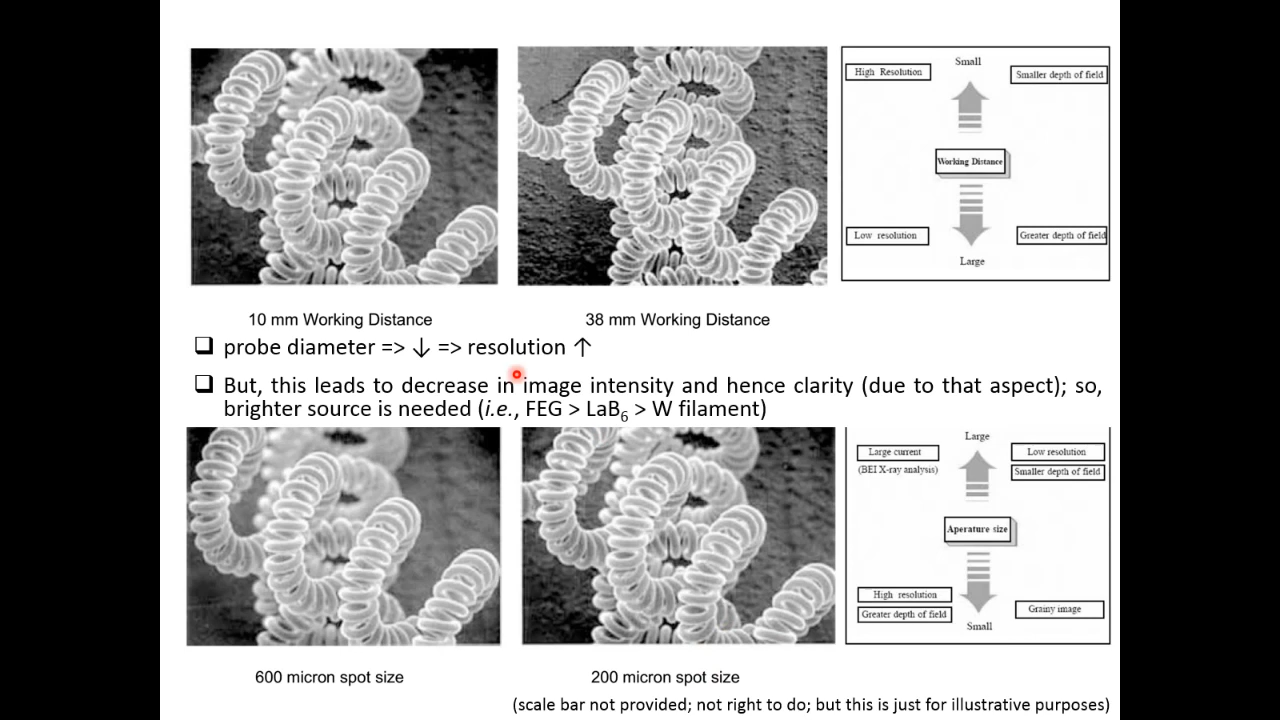 Small
High Resolution
Smaller depth of field
Working Distance
Low resolution
Greater depth of field
Large
10 mm Working Distance
38 mm Working Distance
❑ probe diameter => ↓ => resolution ↑
❑ But, this leads to decrease in image intensity and hence clarity (due to that aspect); so,
brighter source is needed (i.e., FEG > LaB6 > W filament)
Large
Large current
(BEI X-ray analysis)
Low resolution
Smaller depth of field
Aperature size
High resolution
Greater depth of field
Grainy image
Small
600 micron spot size
200 micron spot size
(scale bar not provided; not right to do; but this is just for illustrative purposes)